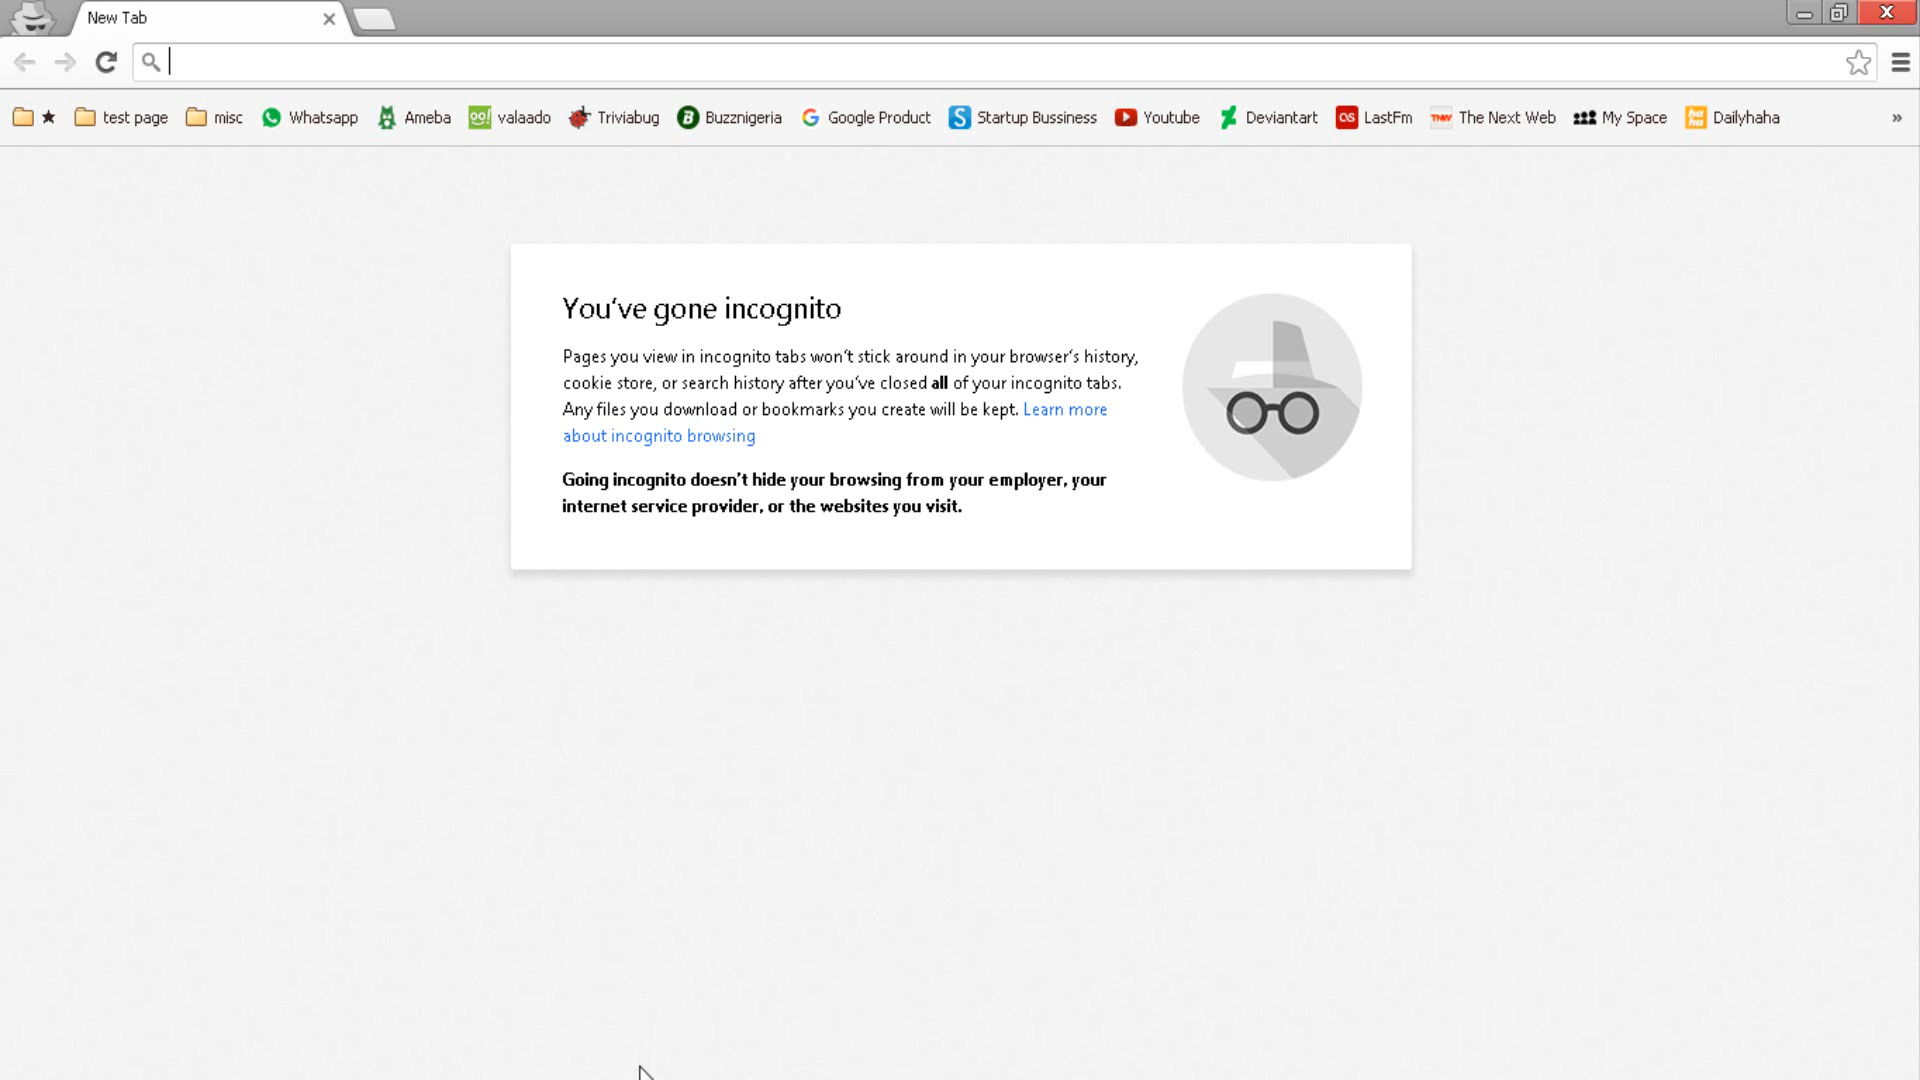 New Tab
★ test page misc Whatsapp Ameba oo! valaado Triviabug B Buzznigeria G Google Product S Startup Bussiness Youtube Deviantart LastFm TNW The Next Web My Space ha ha Dailyhaha »
You've gone incognito
Pages you view in incognito tabs won't stick around in your browser's history,
cookie store, or search history after you've closed all of your incognito tabs.
Any files you download or bookmarks you create will be kept. Learn more
about incognito browsing
Going incognito doesn't hide your browsing from your employer, your
internet service provider, or the websites you visit.